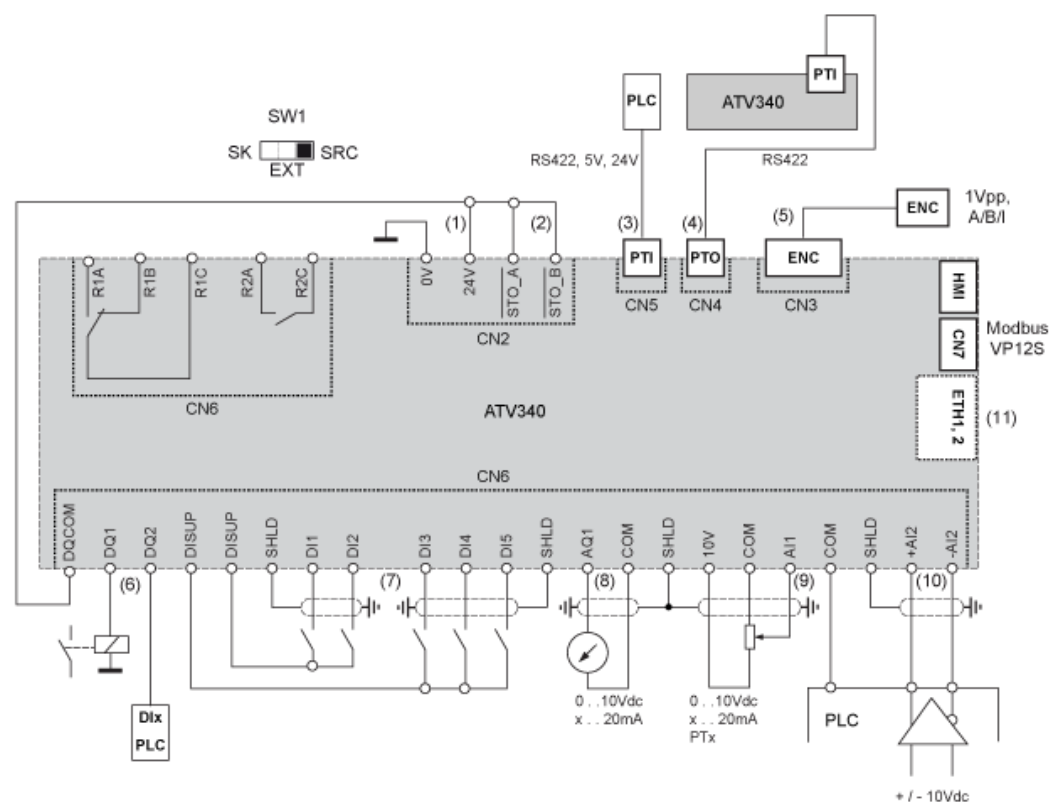 SW1
SK
SRC
EXT
PLC
PTI
ATV340
RS422, 5V, 24V
RS422
(1)
(2)
(3)
(4)
(5)
ENC
1Vpp,
A/B/I
R1A
R1B
R1C
R2A
R2C
CN6
0V
24V
STO_A
STO_B
CN2
PTI
CN5
PTO
CN4
ENC
CN3
HMI
CN7
Modbus
VP12S
ETH1, 2
(11)
ATV340
CN6
DQCOM
DQ1
DQ2
DISUP
DISUP
SHLD
DI1
DI2
DI3
DI4
DI5
SHLD
AQ1
COM
SHLD
10V
COM
AI1
COM
SHLD
+AI2
-AI2
(6)
(7)
(8)
(9)
(10)
DIx
PLC
0 . . 10Vdc
x . . 20mA
0 . . 10Vdc
x . . 20mA
PTx
PLC
+ / - 10Vdc